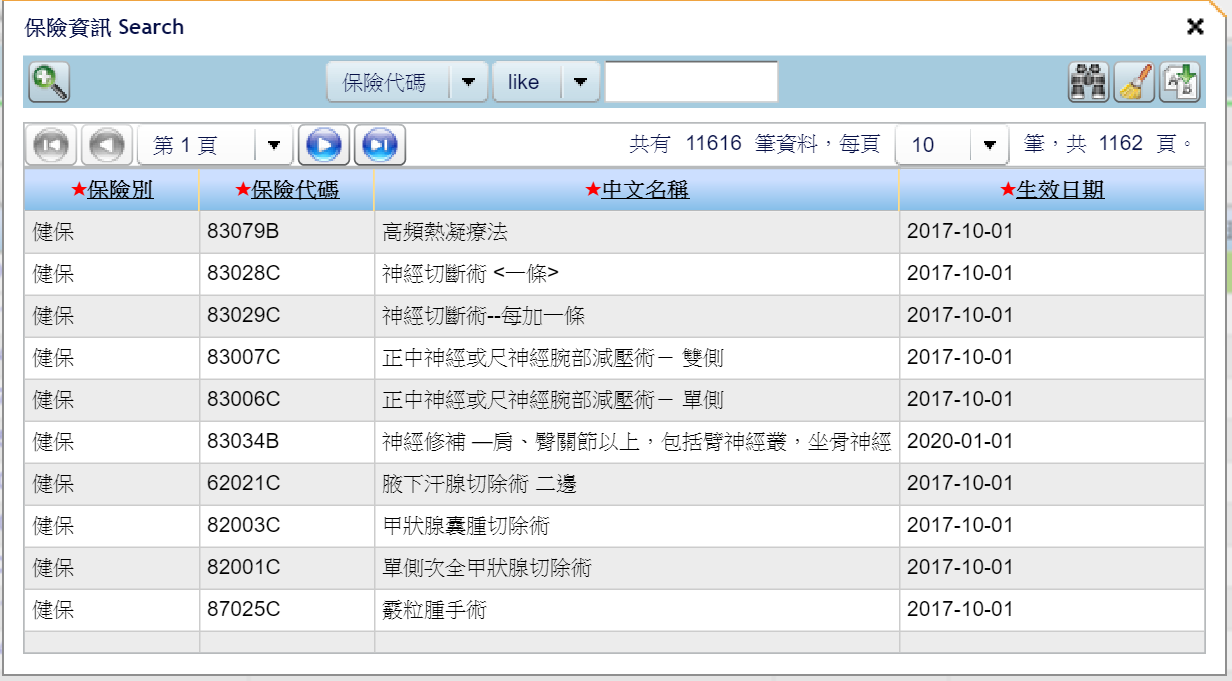 保險資訊 Search
保險代碼 like
第 1 頁 共有 11616 筆資料，每頁 10 筆，共 1162 頁。
★保險別 ★保險代碼 ★中文名稱 ★生效日期
健保 83079B 高頻熱凝療法 2017-10-01
健保 83028C 神經切斷術 <一條> 2017-10-01
健保 83029C 神經切斷術--每加一條 2017-10-01
健保 83007C 正中神經或尺神經腕部減壓術－ 雙側 2017-10-01
健保 83006C 正中神經或尺神經腕部減壓術－ 單側 2017-10-01
健保 83034B 神經修補 —肩、臀關節以上，包括臂神經叢，坐骨神經 2020-01-01
健保 62021C 腋下汗腺切除術 二邊 2017-10-01
健保 82003C 甲狀腺囊腫切除術 2017-10-01
健保 82001C 單側次全甲狀腺切除術 2017-10-01
健保 87025C 霰粒腫手術 2017-10-01